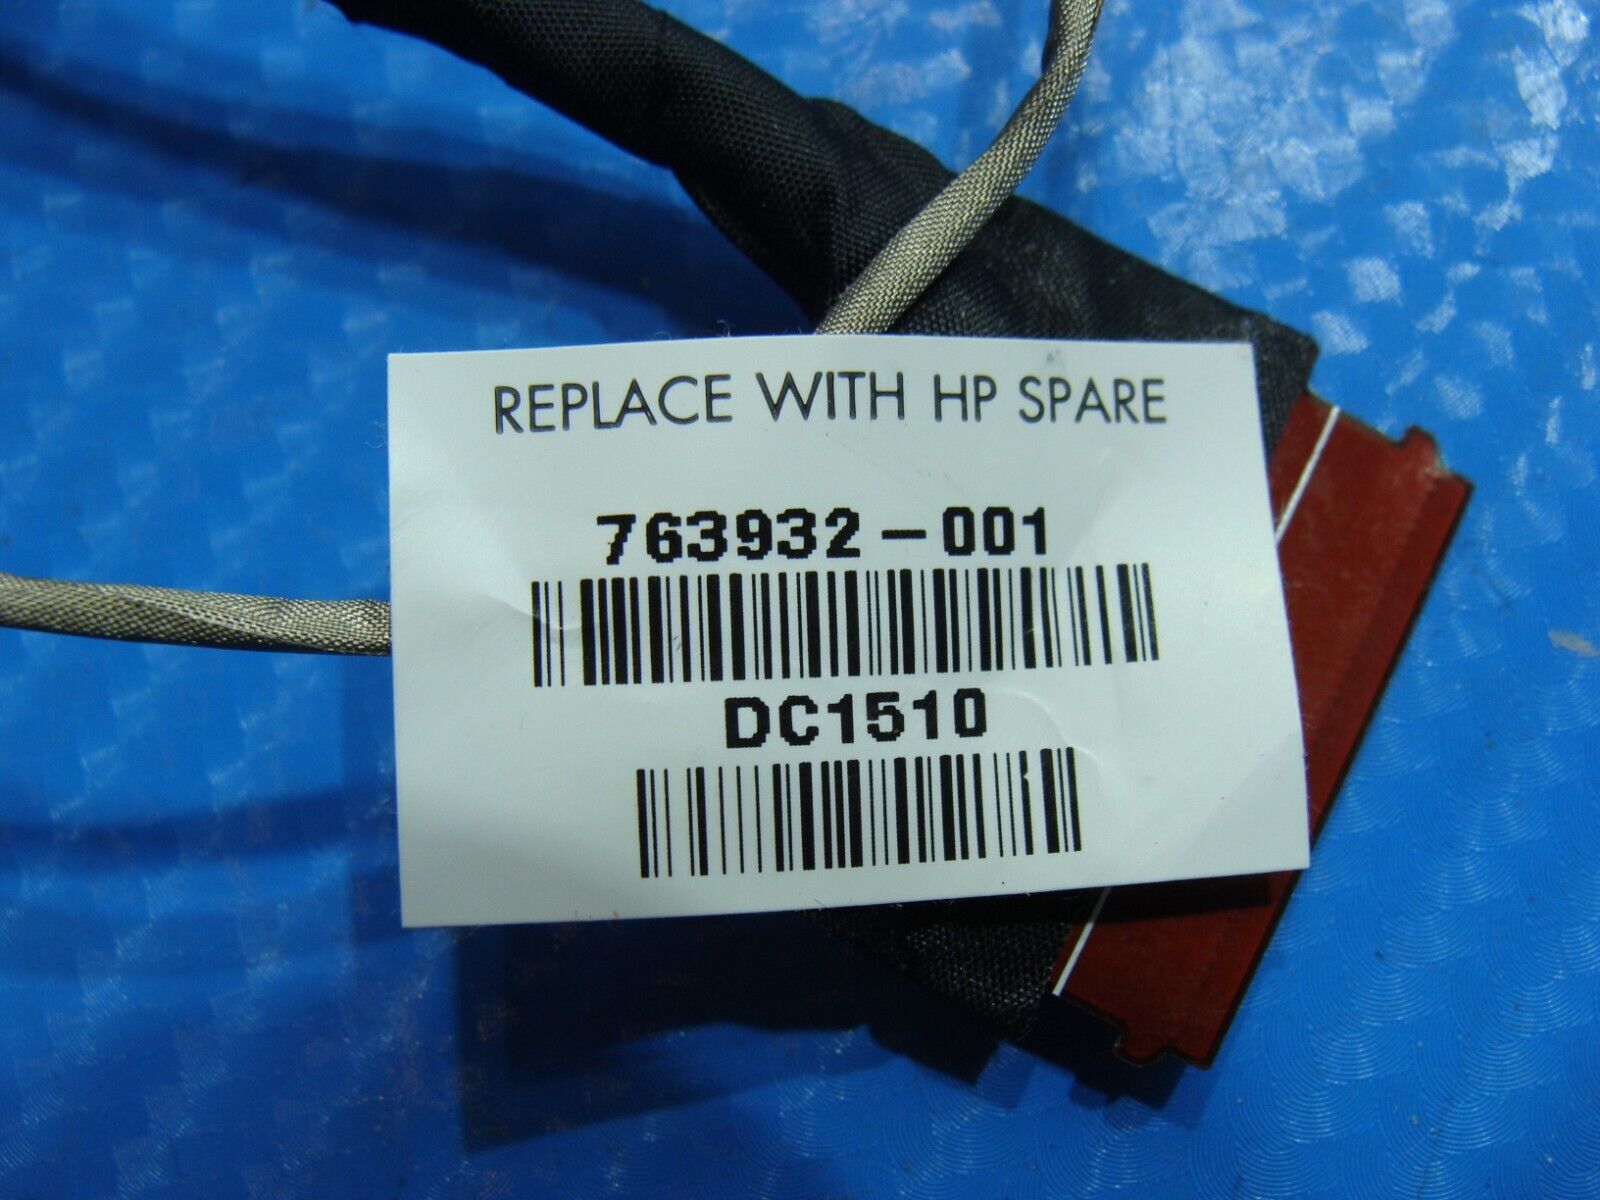 REPLACE WITH HP SPARE
763932-001
DC1510